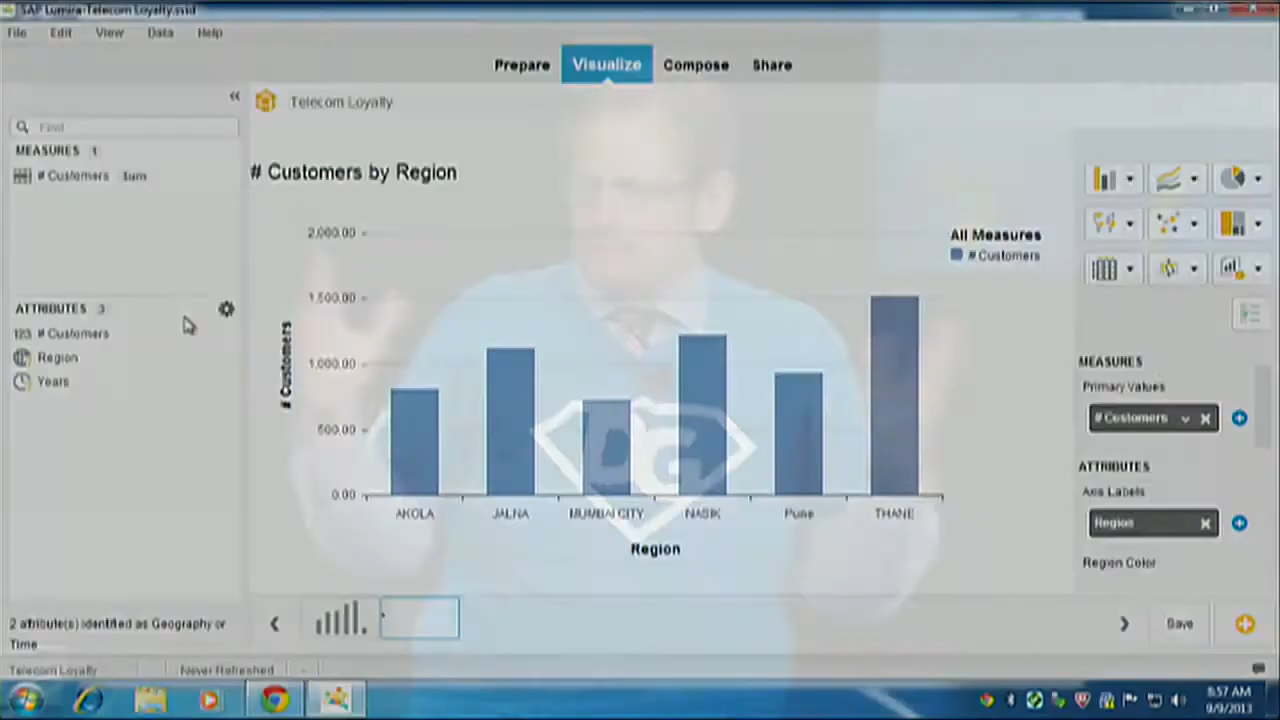 SAP Lumira: Telecom Loyalty.svid
File Edit View Data Help
Prepare Visualize Compose Share
Telecom Loyalty
Find
MEASURES 1
# Customers Sum
# Customers by Region
All Measures
# Customers
2,000.00
1,500.00
1,000.00
500.00
0.00
# Customers
AKOLA JALNA MUMBAI CITY NASIK Pune THANE
Region
ATTRIBUTES 3
123 # Customers
Region
Years
MEASURES
Primary Values
# Customers
ATTRIBUTES
Axis Labels
Region
Region Color
DG
2 attribute(s) identified as Geography or
Time
Save
Telecom Loyalty Never Refreshed -
8:57 AM
9/9/2013